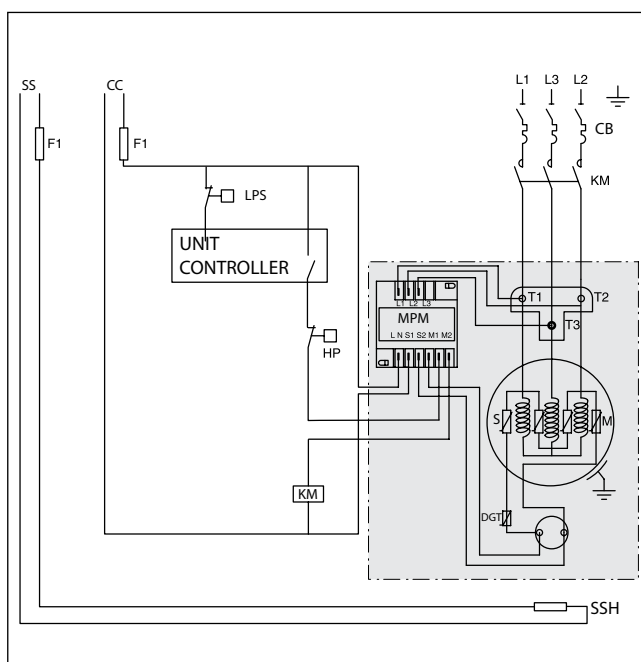 SS CC L1 L3 L2
F1 F1 CB
KM
LPS
UNIT
CONTROLLER
L1 L2 L3
T1 T2
MPM
T3
L N S1 S2 M1 M2
HP
S M
KM
DGT
SSH